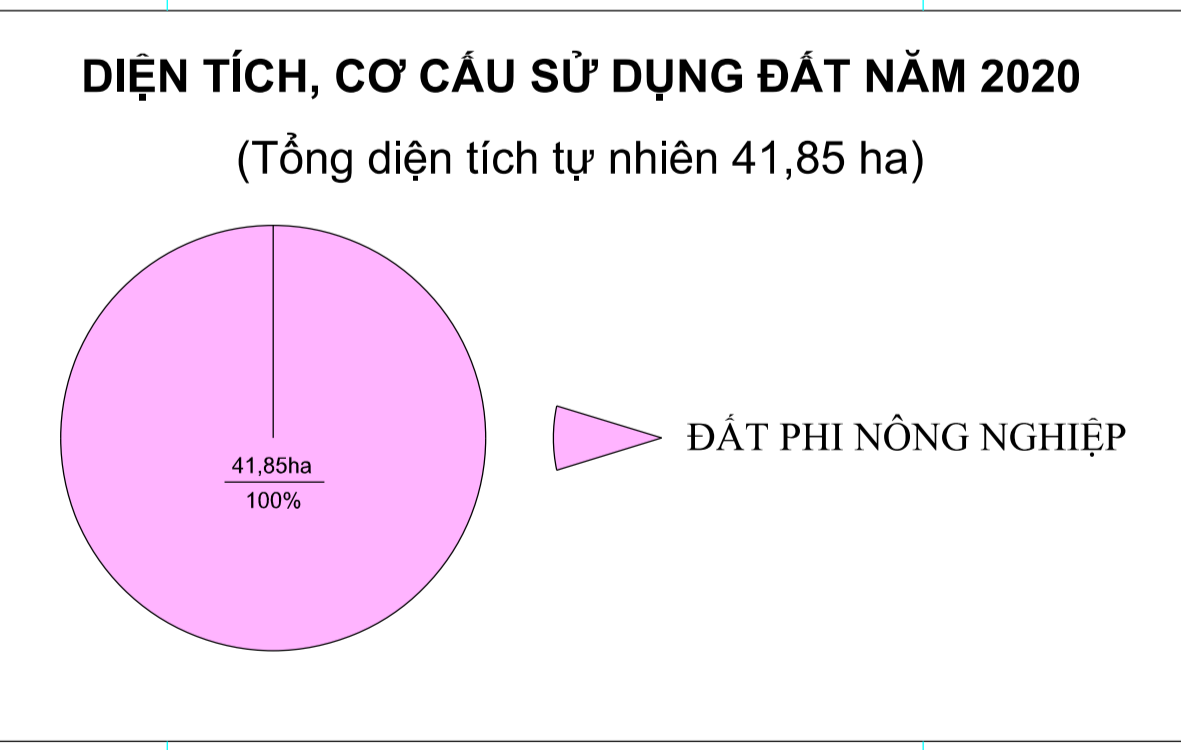 DIỆN TÍCH, CƠ CẤU SỬ DỤNG ĐẤT NĂM 2020
(Tổng diện tích tự nhiên 41,85 ha)
41,85ha
100%
ĐẤT PHI NÔNG NGHIỆP